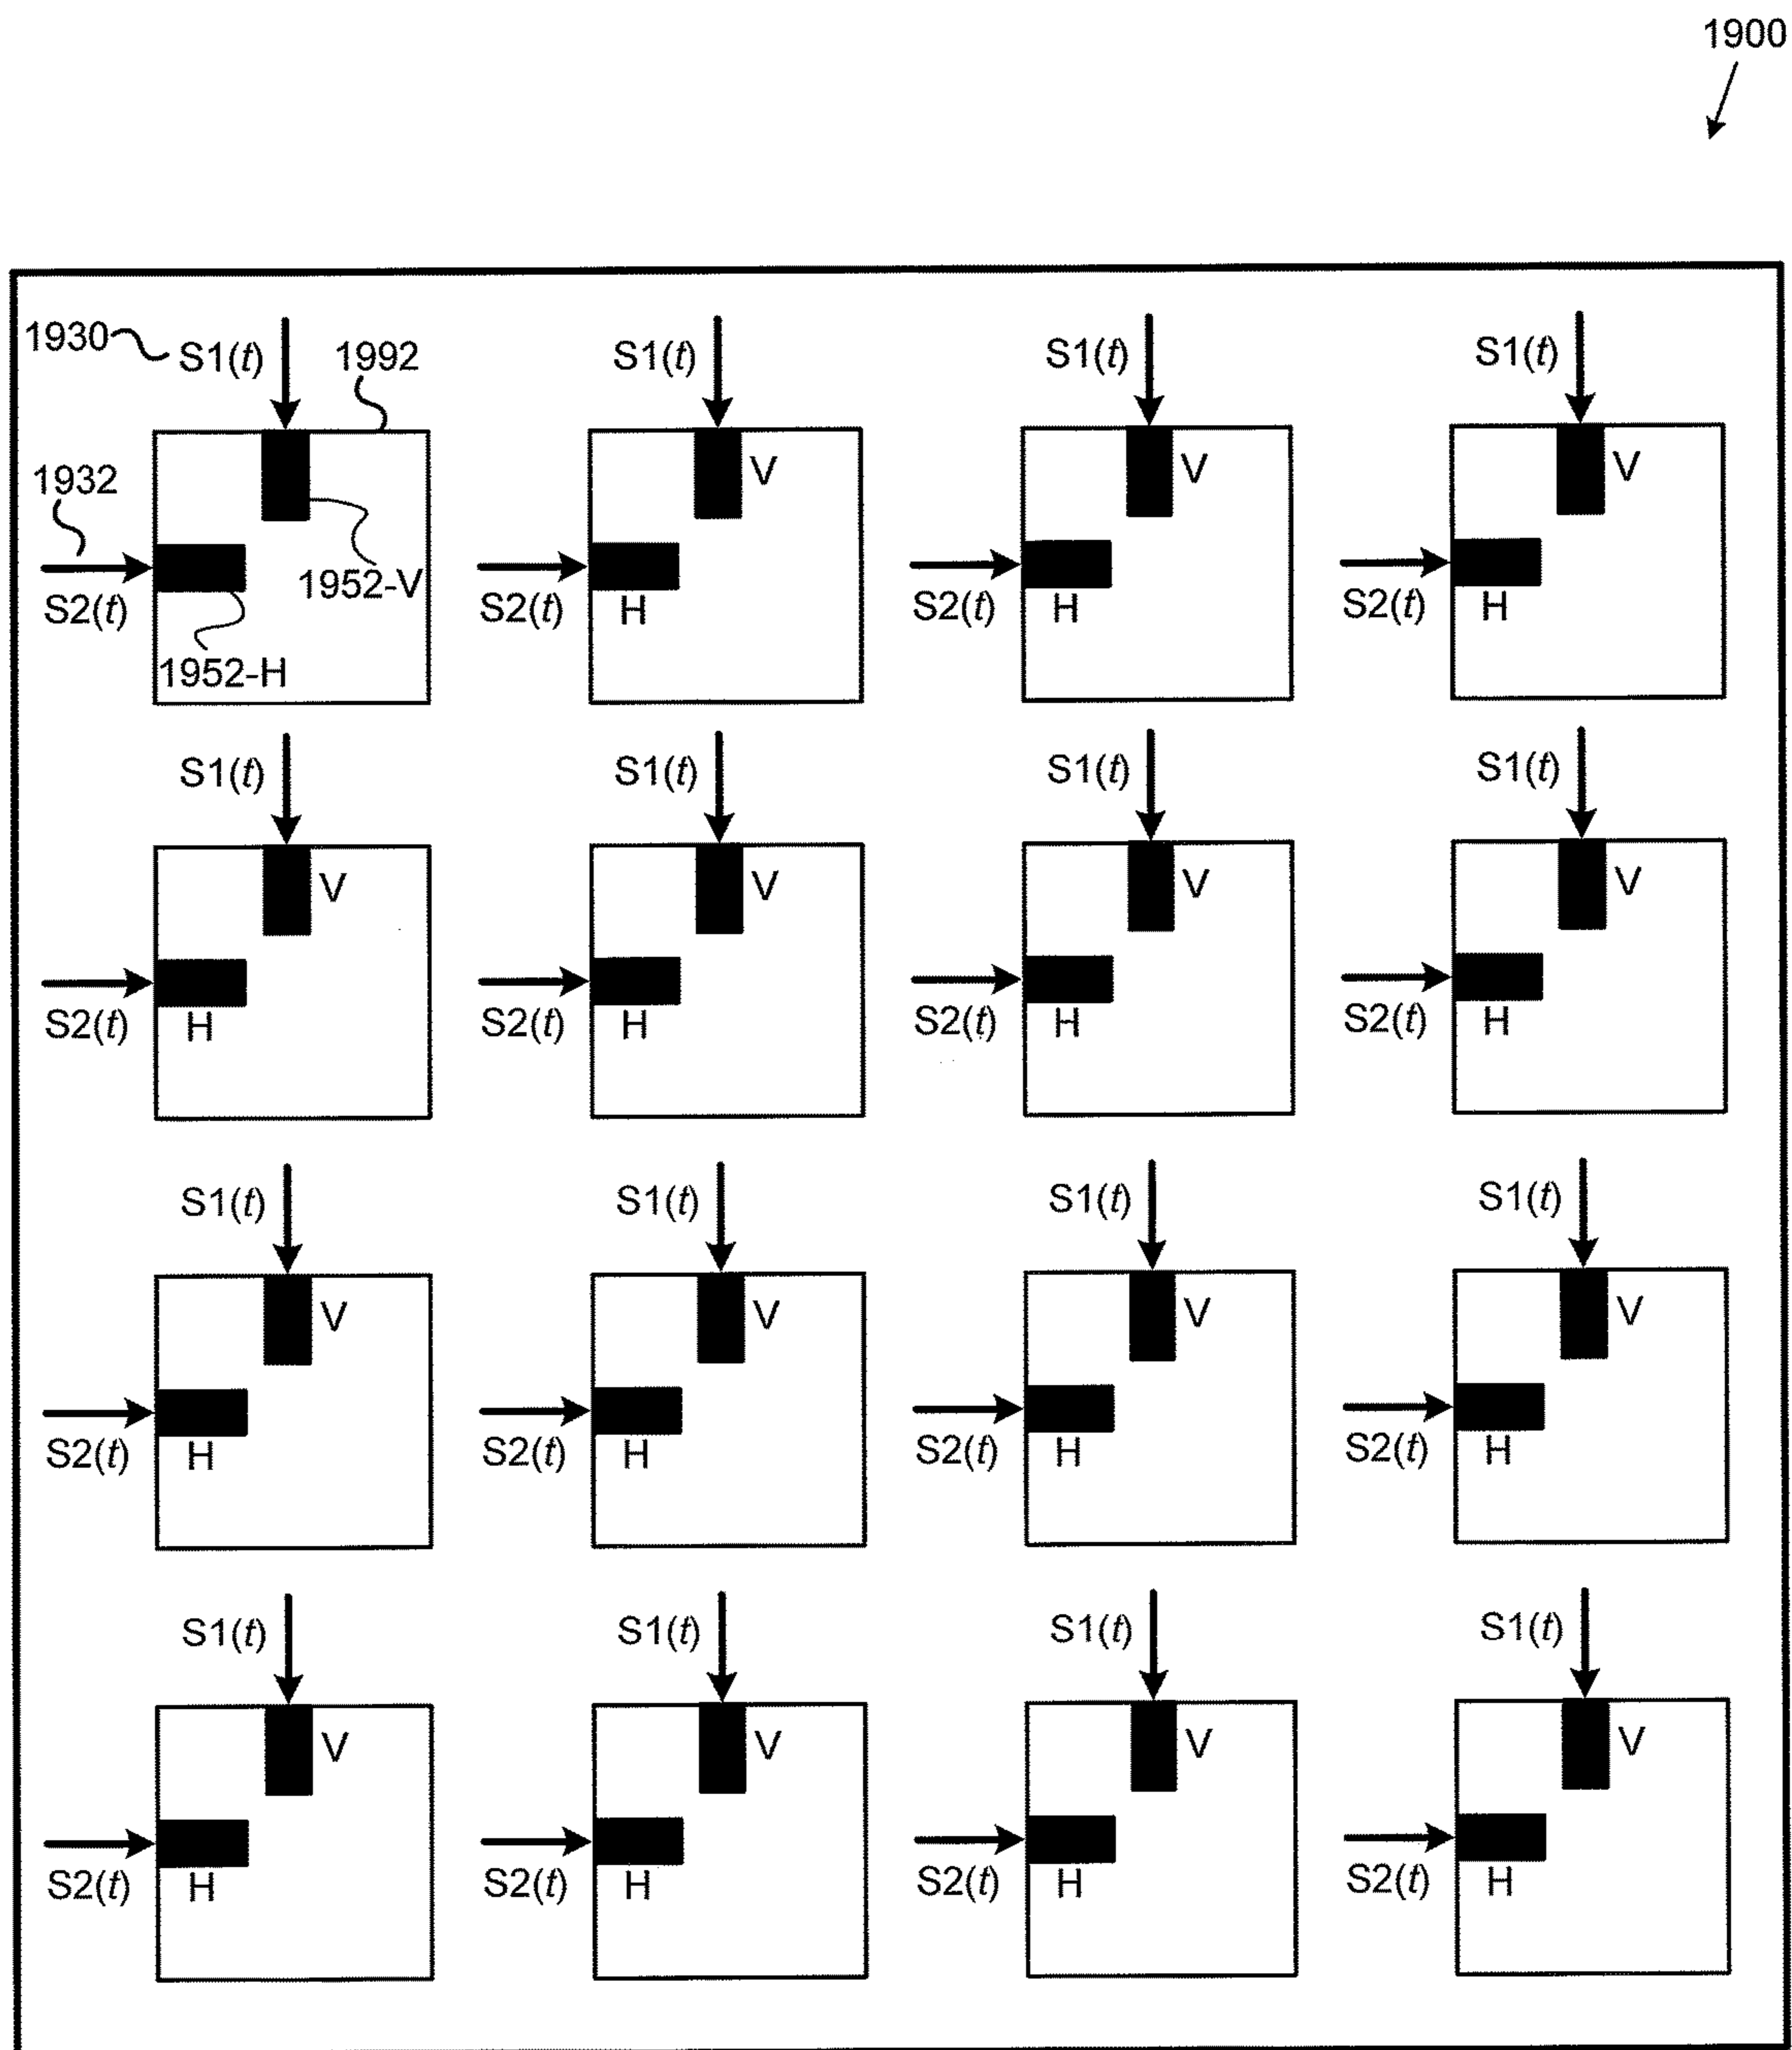 1900
1930 S1(t) 1992 S1(t) S1(t) S1(t)
V V V
1932
1952-V
S2(t) S2(t) H S2(t) H S2(t) H
1952-H
S1(t) S1(t) S1(t) S1(t)
V V V V
S2(t) H S2(t) H S2(t) H S2(t) H
S1(t) S1(t) S1(t) S1(t)
V V V V
S2(t) H S2(t) H S2(t) H S2(t) H
S1(t) S1(t) S1(t) S1(t)
V V V V
S2(t) H S2(t) H S2(t) H S2(t) H